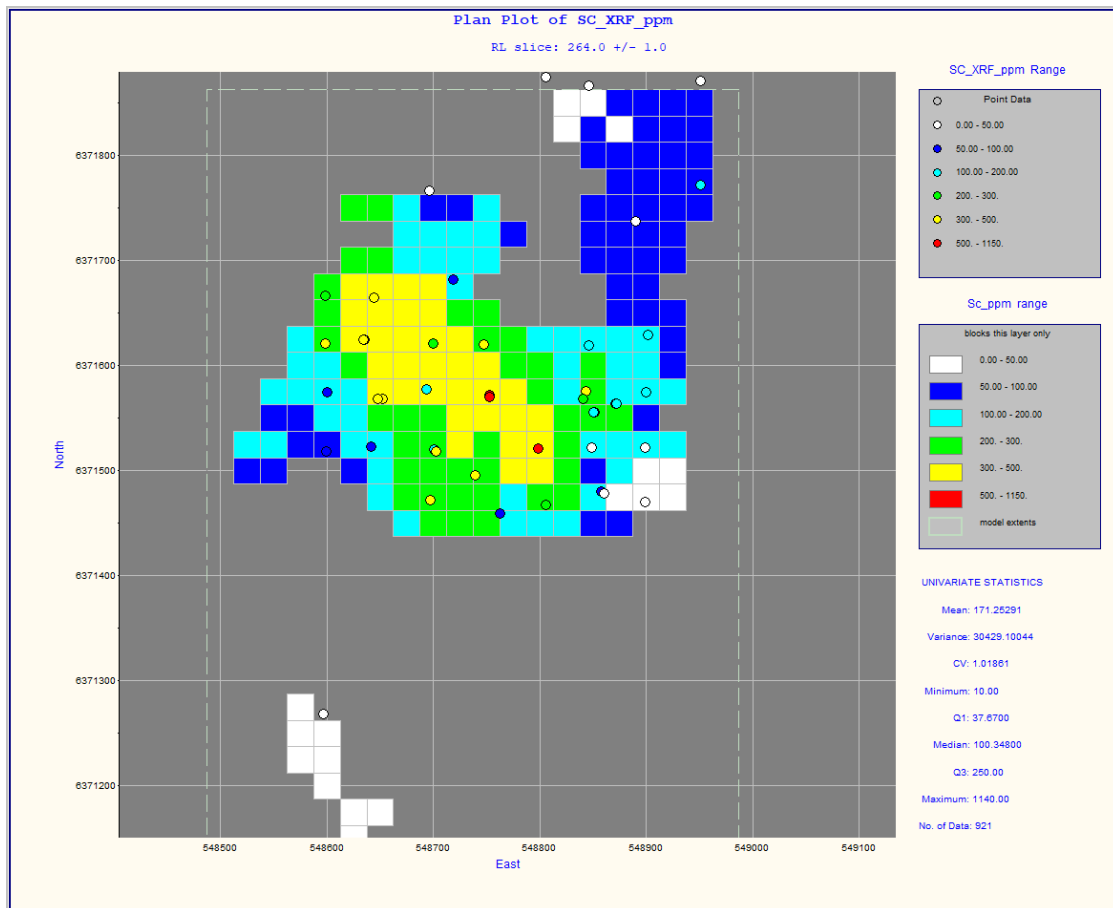 Plan Plot of SC_XRF_ppm
RL slice: 264.0 +/- 1.0
SC_XRF_ppm Range
Point Data
0.00 - 50.00
50.00 - 100.00
100.00 - 200.00
200. - 300.
300. - 500.
500. - 1150.
Sc_ppm range
blocks this layer only
0.00 - 50.00
50.00 - 100.00
100.00 - 200.00
200. - 300.
300. - 500.
500. - 1150.
model extents
UNIVARIATE STATISTICS
Mean: 171.25291
Variance: 30429.10044
CV: 1.01861
Minimum: 10.00
Q1: 37.6700
Median: 100.34800
Q3: 250.00
Maximum: 1140.00
No. of Data: 921
North
6371800
6371700
6371600
6371500
6371400
6371300
6371200
548500 548600 548700 548800 548900 549000 549100
East